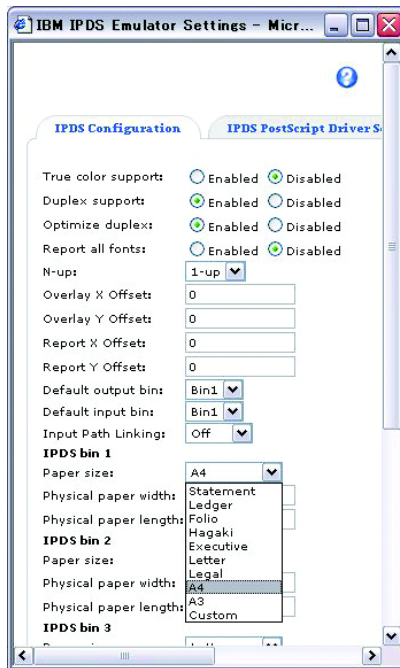 IBM IPDS Emulator Settings - Micr...
?
IPDS Configuration IPDS PostScript Driver
True color support: Enabled Disabled
Duplex support: Enabled Disabled
Optimize duplex: Enabled Disabled
Report all fonts: Enabled Disabled
N-up: 1-up
Overlay X Offset: 0
Overlay Y Offset: 0
Report X Offset: 0
Report Y Offset: 0
Default output bin: Bin1
Default input bin: Bin1
Input Path Linking: Off
IPDS bin 1
Paper size: A4
Physical paper width:
Physical paper length:
IPDS bin 2
Paper size:
Physical paper width:
Physical paper length:
IPDS bin 3
Statement
Ledger
Folio
Hagaki
Executive
Letter
Legal
A4
A3
Custom